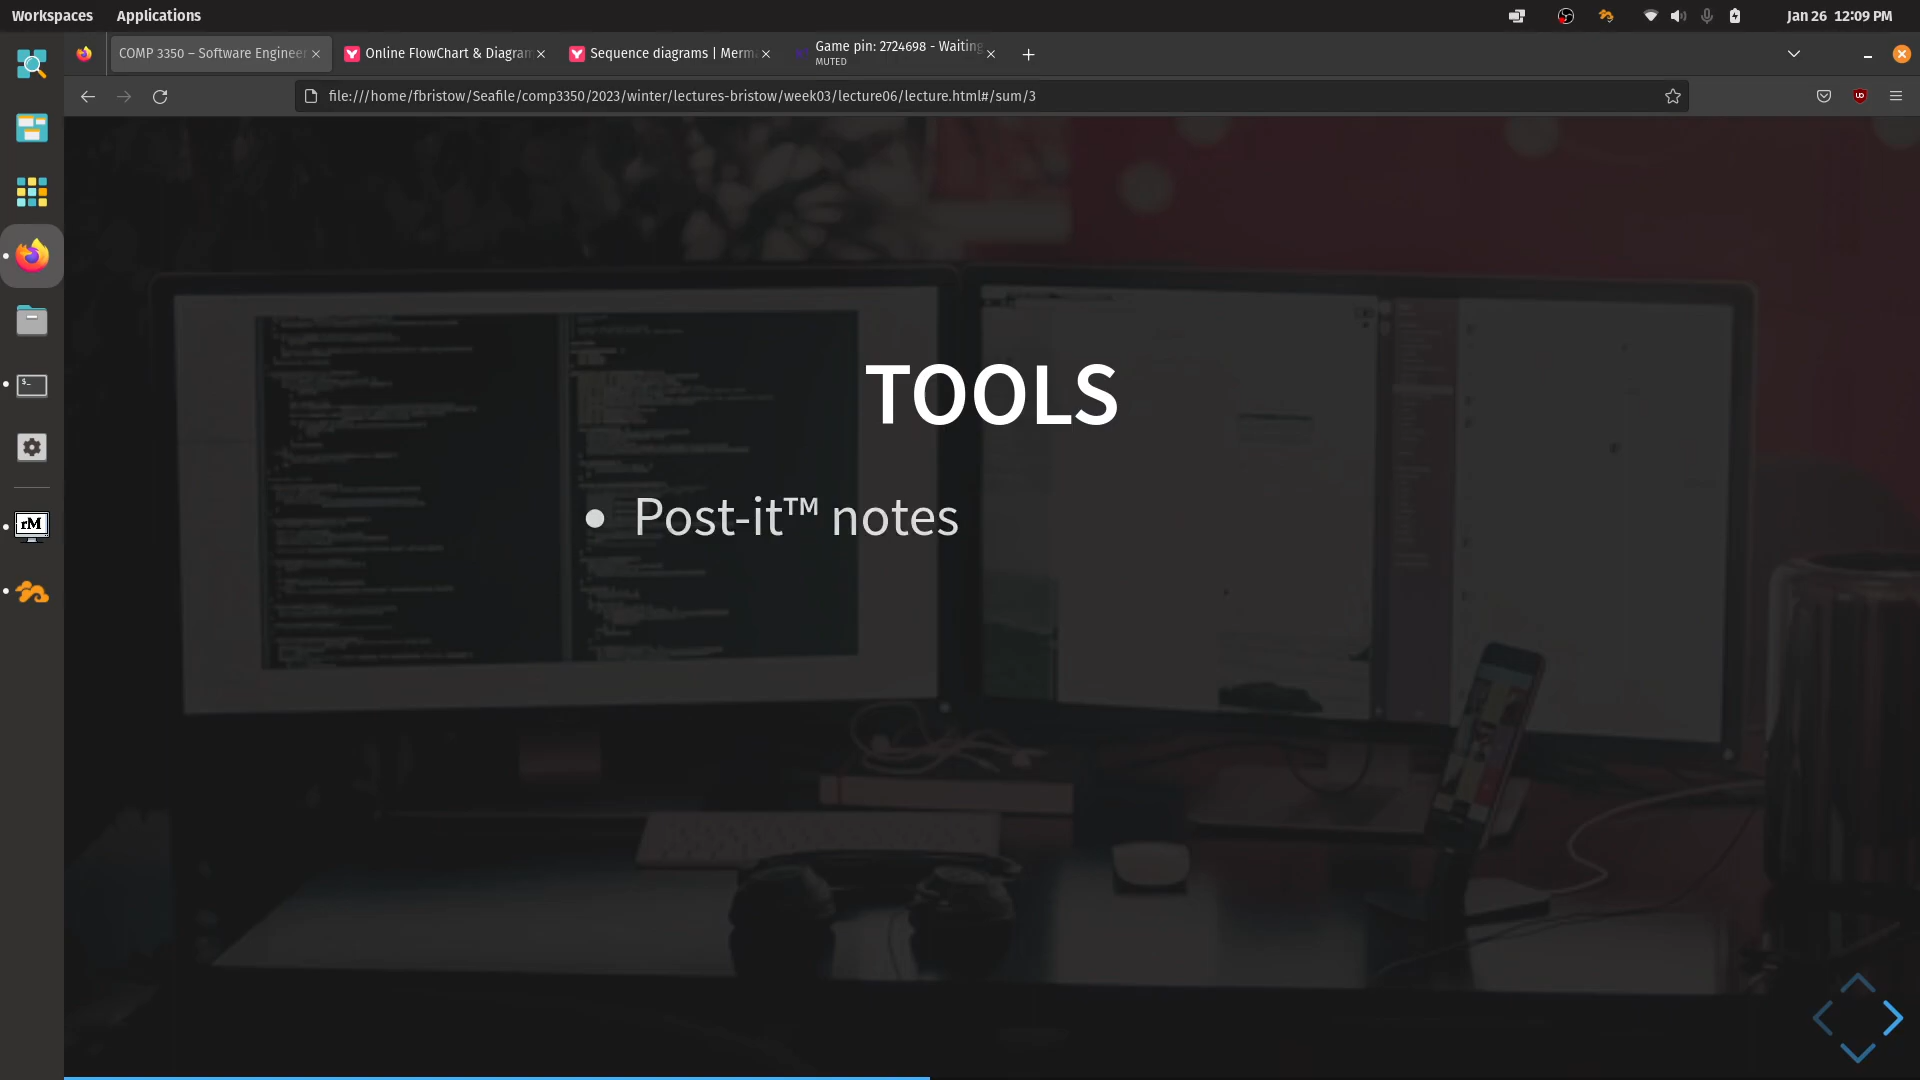 Workspaces Applications Jan 26 12:09 PM
COMP 3350 – Software Engineer Online FlowChart & Diagram Sequence diagrams | Merm Game pin: 2724698 - Waiting
MUTED
file:///home/fbristow/Seafile/comp3350/2023/winter/lectures-bristow/week03/lecture06/lecture.html#/sum/3
rM
TOOLS
• Post-it™ notes